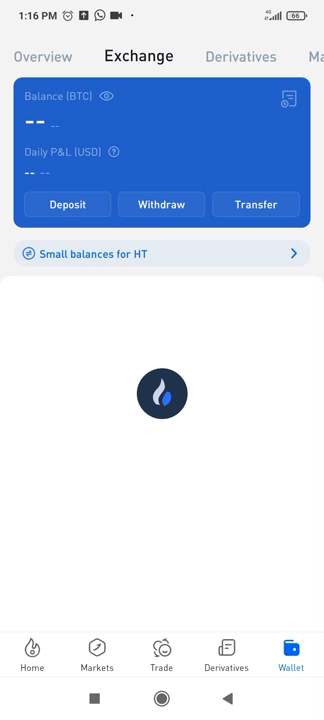 1:16 PM
4G
66
Overview Exchange Derivatives Ma
Balance (BTC)
-- --
Daily P&L (USD) ?
-- --
Deposit Withdraw Transfer
Small balances for HT
Home Markets Trade Derivatives Wallet